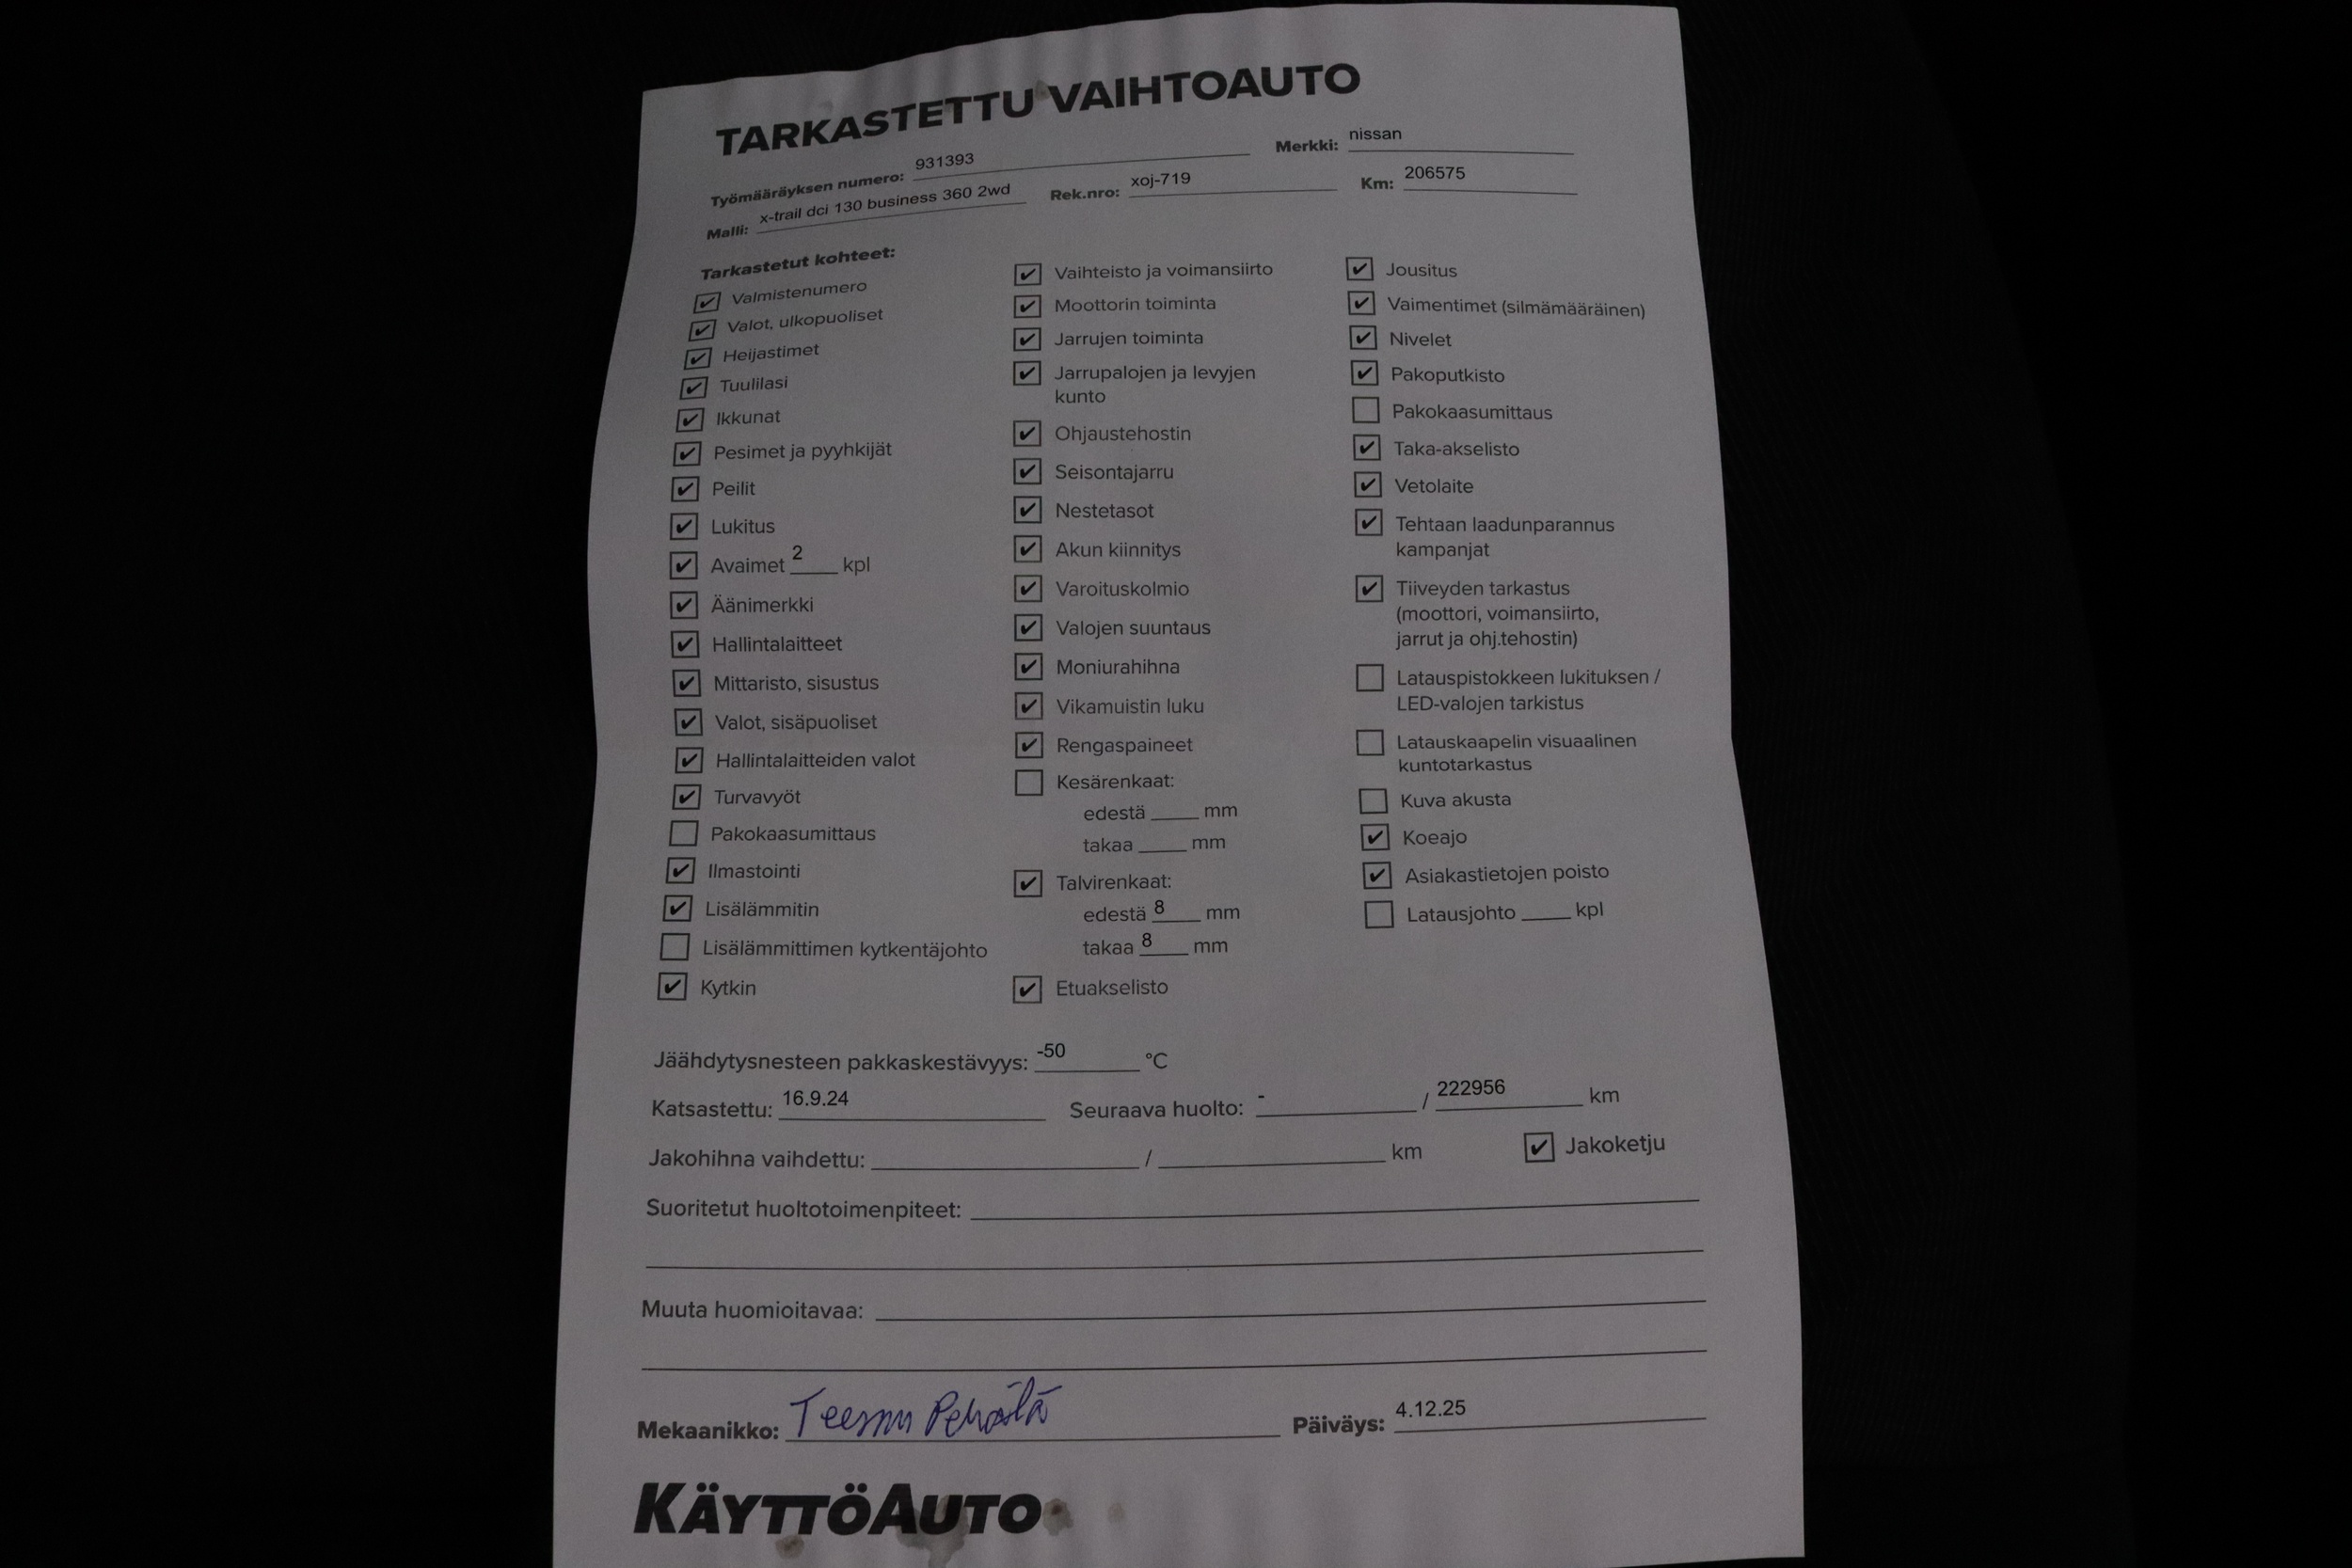 TARKASTETTU VAIHTOAUTO
Työmääräyksen numero: 931393 Merkki: nissan
Malli: x-trail dci 130 business 360 2wd Rek.nro: xoj-719 Km: 206575
Tarkastetut kohteet:
✔ Valmistenumero
✔ Valot, ulkopuoliset
✔ Heijastimet
✔ Tuulilasi
✔ Ikkunat
✔ Pesimet ja pyyhkijät
✔ Peilit
✔ Lukitus
✔ Avaimet 2 kpl
✔ Äänimerkki
✔ Hallintalaitteet
✔ Mittaristo, sisustus
✔ Valot, sisäpuoliset
✔ Hallintalaitteiden valot
✔ Turvavyöt
☐ Pakokaasumittaus
✔ Ilmastointi
✔ Lisälämmitin
☐ Lisälämmittimen kytkentäjohto
✔ Kytkin
✔ Vaihteisto ja voimansiirto
✔ Moottorin toiminta
✔ Jarrujen toiminta
✔ Jarrupalojen ja levyjen
kunto
✔ Ohjaustehostin
✔ Seisontajarru
✔ Nestetasot
✔ Akun kiinnitys
✔ Varoituskolmio
✔ Valojen suuntaus
✔ Moniurahihna
✔ Vikamuistin luku
✔ Rengaspaineet
☐ Kesärenkaat:
edestä ____ mm
takaa ____ mm
✔ Talvirenkaat:
edestä 8 mm
takaa 8 mm
✔ Etuakselisto
✔ Jousitus
✔ Vaimentimet (silmämääräinen)
✔ Nivelet
✔ Pakoputkisto
☐ Pakokaasumittaus
✔ Taka-akselisto
✔ Vetolaite
✔ Tehtaan laadunparannus
kampanjat
✔ Tiiveyden tarkastus
(moottori, voimansiirto,
jarrut ja ohj.tehostin)
☐ Latauspistokkeen lukituksen /
LED-valojen tarkistus
☐ Latauskaapelin visuaalinen
kuntotarkastus
☐ Kuva akusta
✔ Koeajo
✔ Asiakastietojen poisto
☐ Latausjohto ____ kpl
Jäähdytysnesteen pakkaskestävyys: -50 °C
Katsastettu: 16.9.24 Seuraava huolto: - / 222956 km
Jakohihna vaihdettu: ____ / ____ km ✔ Jakoketju
Suoritetut huoltotoimenpiteet:
Muuta huomioitavaa:
Mekaanikko: Päiväys: 4.12.25
KÄYTTÖAUTO